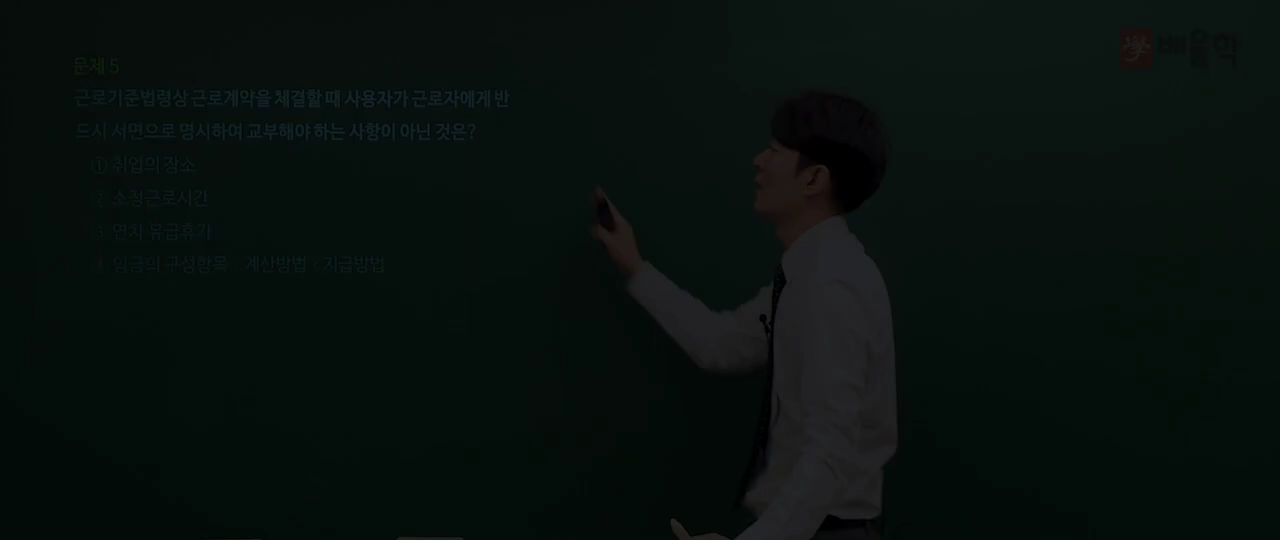 배울학
문제 5
근로기준법령상 근로계약을 체결할 때 사용자가 근로자에게 반
드시 서면으로 명시하여 교부해야 하는 사항이 아닌 것은?
① 취업의 장소
② 소정근로시간
③ 연차 유급휴가
④ 임금의 구성항목·계산방법·지급방법